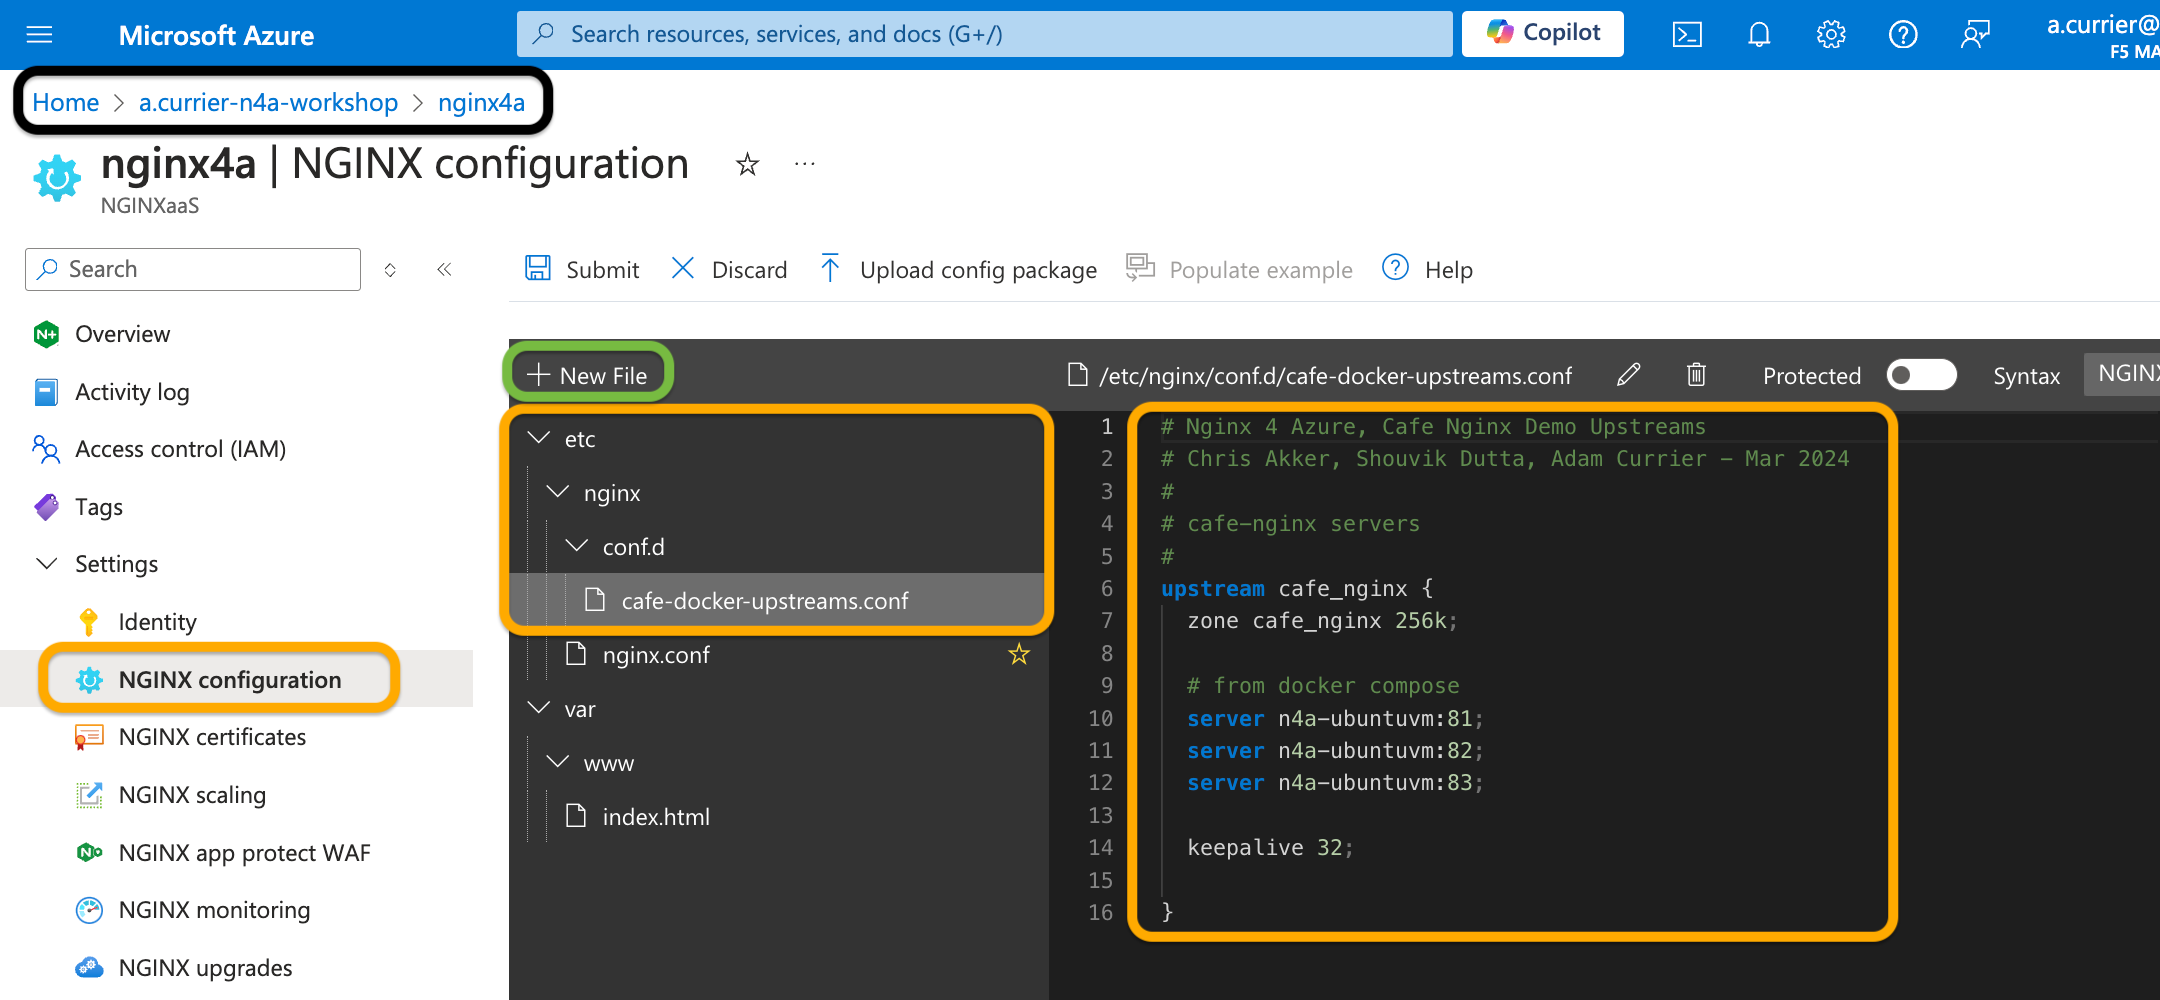 Microsoft Azure
Search resources, services, and docs (G+/)
Copilot
a.currier@
F5 MA
Home > a.currier-n4a-workshop > nginx4a
nginx4a | NGINX configuration
NGINXaaS
Search
Submit
Discard
Upload config package
Populate example
Help
Overview
Activity log
Access control (IAM)
Tags
Settings
Identity
NGINX configuration
NGINX certificates
NGINX scaling
NGINX app protect WAF
NGINX monitoring
NGINX upgrades
New File
etc
nginx
conf.d
cafe-docker-upstreams.conf
nginx.conf
var
www
index.html
/etc/nginx/conf.d/cafe-docker-upstreams.conf
Protected
Syntax
NGINX
1 # Nginx 4 Azure, Cafe Nginx Demo Upstreams
2 # Chris Akker, Shouvik Dutta, Adam Currier - Mar 2024
3 #
4 # cafe-nginx servers
5 #
6 upstream cafe_nginx {
7 zone cafe_nginx 256k;
8
9 # from docker compose
10 server n4a-ubuntuvm:81;
11 server n4a-ubuntuvm:82;
12 server n4a-ubuntuvm:83;
13
14 keepalive 32;
15
16 }